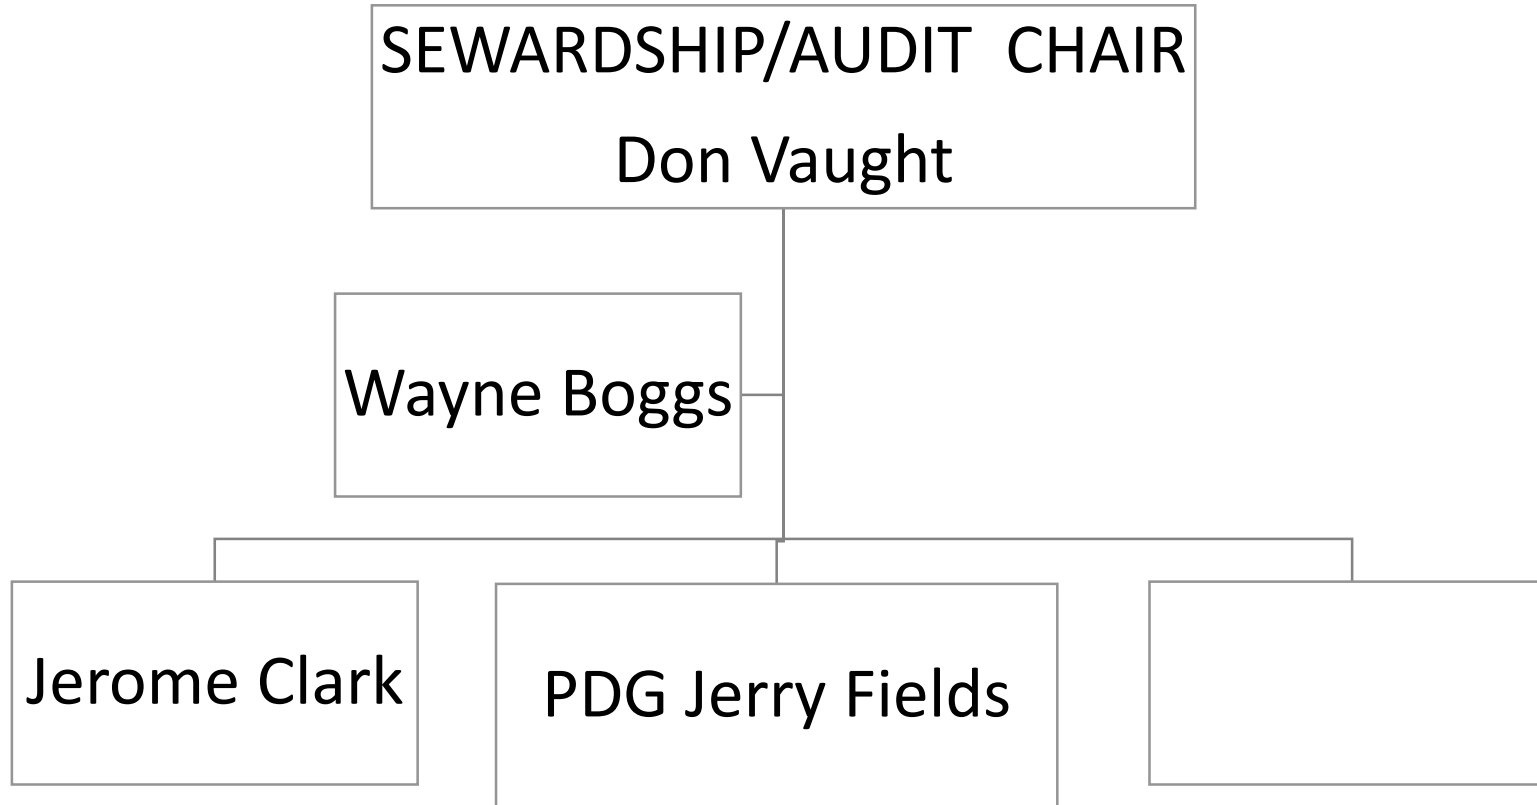 SEWARDSHIP/AUDIT CHAIR
Don Vaught
Wayne Boggs
Jerome Clark
PDG Jerry Fields